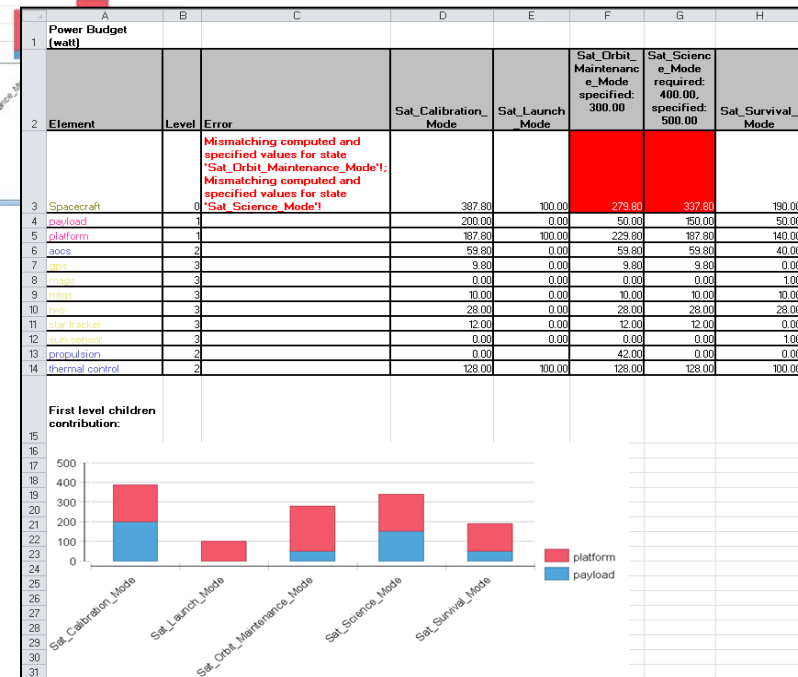 A B C D E F G H
1 Power Budget
(watt)
2 Element Level Error Sat_Calibration_
Mode Sat_Launch
_Mode Sat_Orbit_
Maintenanc
e_Mode
specified:
300.00 Sat_Scienc
e_Mode
required:
400.00,
specified:
500.00 Sat_Survival_
Mode
Mismatching computed and
specified values for state
'Sat_Orbit_Maintenance_Mode'!;
Mismatching computed and
specified values for state
'Sat_Science_Mode'!
3 Spacecraft 0 387.80 100.00 279.80 337.80 190.00
4 payload 1 200.00 0.00 50.00 150.00 50.00
5 platform 1 187.80 100.00 229.80 187.80 140.00
6 aocs 2 59.80 0.00 59.80 59.80 40.00
7 gps 3 9.80 0.00 9.80 9.80 0.00
8 mags 3 0.00 0.00 0.00 0.00 1.00
9 mtqs 3 10.00 0.00 10.00 10.00 10.00
10 rws 3 28.00 0.00 28.00 28.00 28.00
11 star tracker 3 12.00 0.00 12.00 12.00 0.00
12 sun sensor 3 0.00 0.00 0.00 0.00 1.00
13 propulsion 2 0.00 42.00 0.00 0.00
14 thermal control 2 128.00 100.00 128.00 128.00 100.00
First level children
contribution:
15
16
17
18
19
20
21
22
23
24
25
26
27
28
29
30
31
500
400
300
200
100
0
Sat_Calibration_Mode
Sat_Launch_Mode
Sat_Orbit_Maintenance_Mode
Sat_Science_Mode
Sat_Survival_Mode
platform
payload